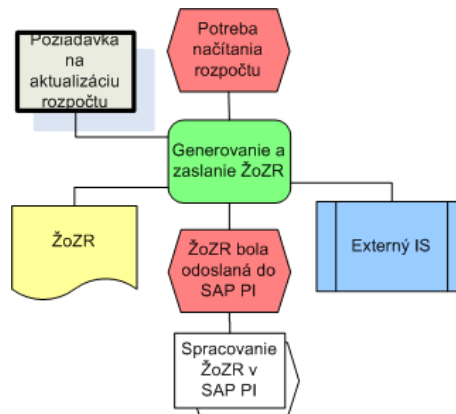 Požiadavka
na
aktualizáciu
rozpočtu
Potreba
načítania
rozpočtu
Generovanie a
zaslanie ŽoZR
ŽoZR
ŽoZR bola
odoslaná do
SAP PI
Externý IS
Spracovanie
ŽoZR v
SAP PI